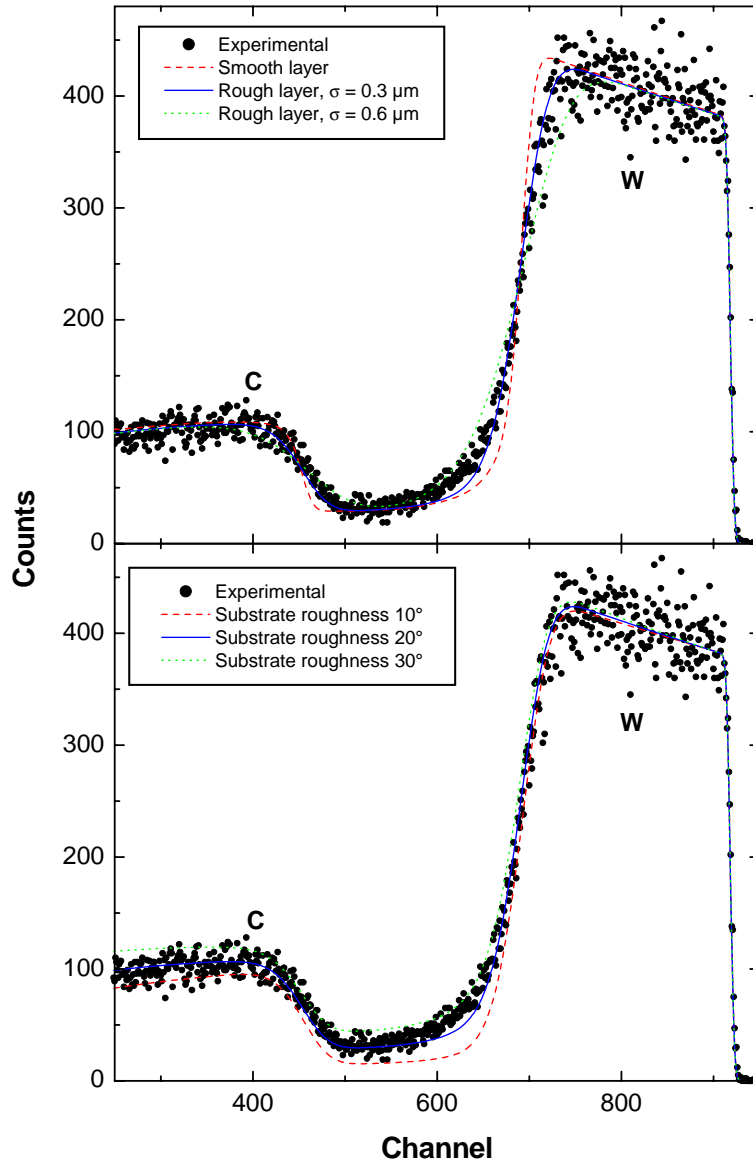 Experimental
Smooth layer
Rough layer, σ = 0.3 μm
Rough layer, σ = 0.6 μm
400
300
200
100
0
W
C
Counts
Experimental
Substrate roughness 10°
Substrate roughness 20°
Substrate roughness 30°
400
300
200
100
0
W
C
400 600 800
Channel